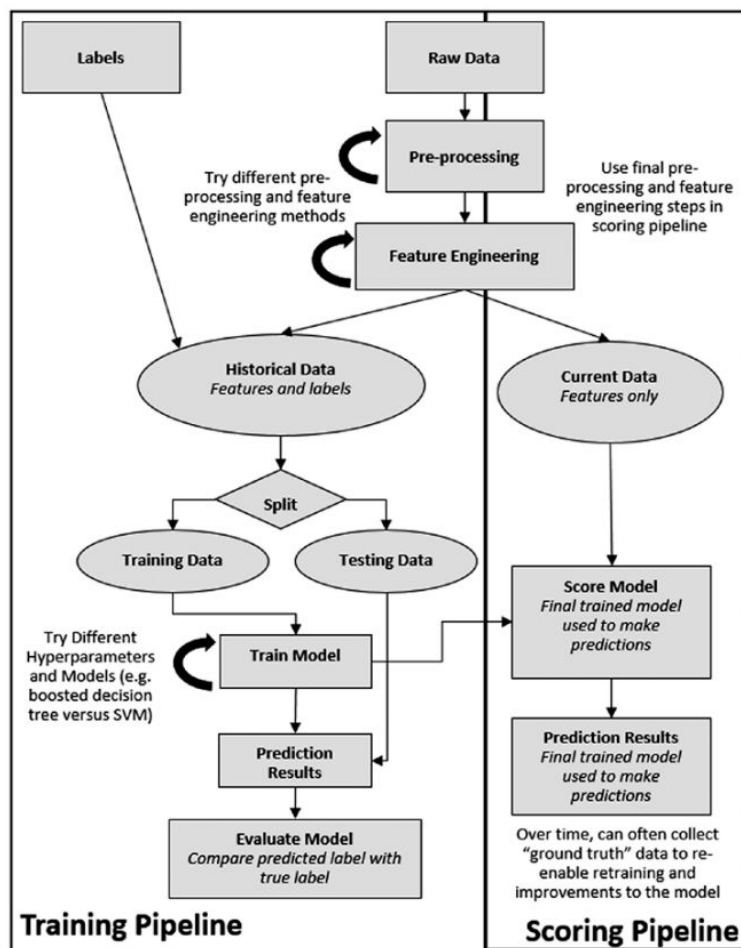 Labels
Raw Data
Pre-processing
Try different pre-
processing and feature
engineering methods
Use final pre-
processing and feature
engineering steps in
scoring pipeline
Feature Engineering
Historical Data
Features and labels
Current Data
Features only
Split
Training Data
Testing Data
Score Model
Final trained model
used to make
predictions
Try Different
Hyperparameters
and Models (e.g.
boosted decision
tree versus SVM)
Train Model
Prediction
Results
Prediction Results
Final trained model
used to make
predictions
Evaluate Model
Compare predicted label with
true label
Over time, can often collect
“ground truth” data to re-
enable retraining and
improvements to the model
Training Pipeline
Scoring Pipeline